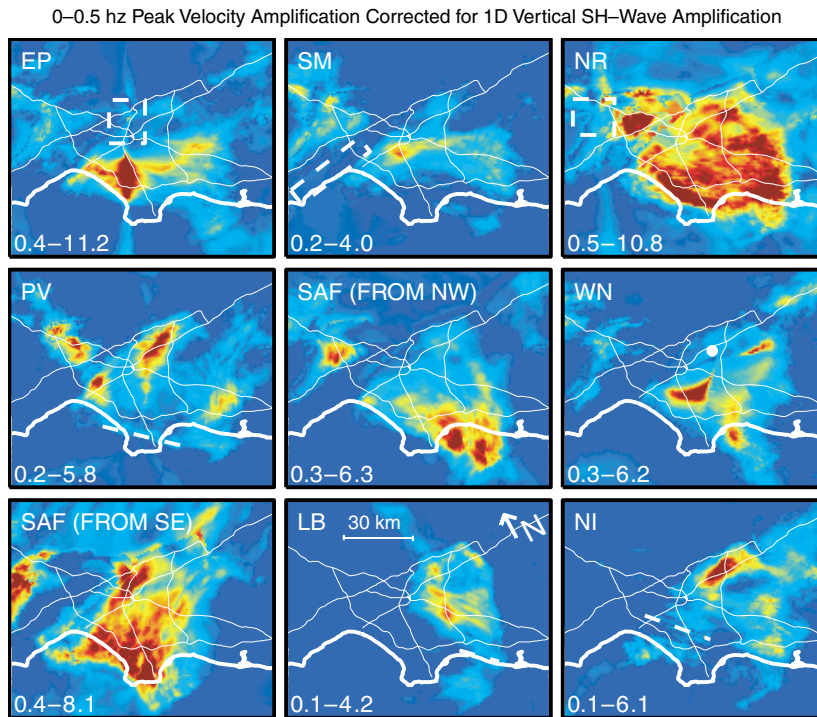 0–0.5 hz Peak Velocity Amplification Corrected for 1D Vertical SH–Wave Amplification
EP
0.4–11.2
SM
0.2–4.0
NR
0.5–10.8
PV
0.2–5.8
SAF (FROM NW)
0.3–6.3
WN
0.3–6.2
SAF (FROM SE)
0.4–8.1
LB
30 km
N
0.1–4.2
NI
0.1–6.1